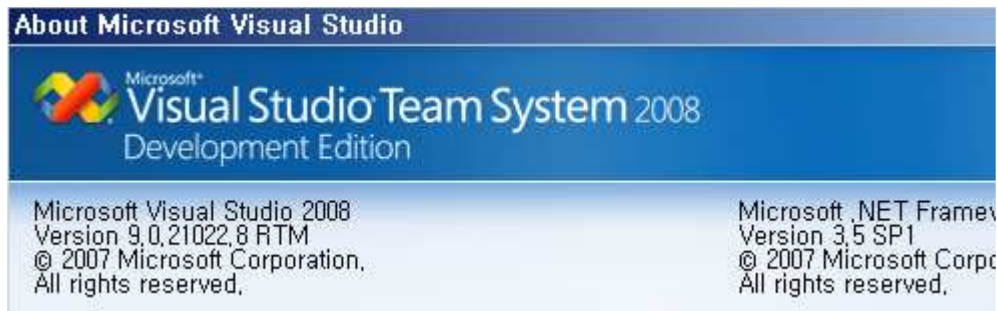 About Microsoft Visual Studio
Microsoft®
Visual Studio Team System 2008
Development Edition
Microsoft Visual Studio 2008
Version 9.0.21022.8 RTM
© 2007 Microsoft Corporation.
All rights reserved.
Microsoft .NET Framew
Version 3.5 SP1
© 2007 Microsoft Corpo
All rights reserved.